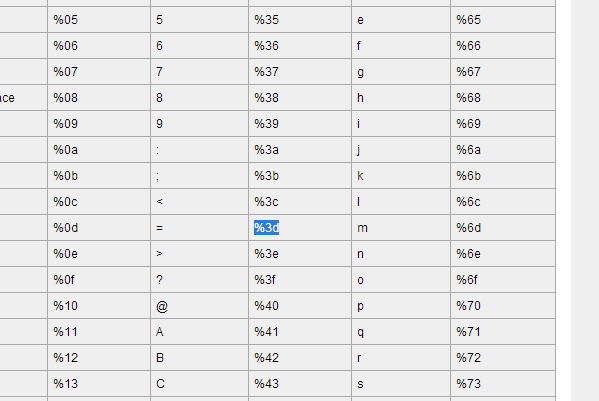 %05 5 %35 e %65
%06 6 %36 f %66
%07 7 %37 g %67
ace %08 8 %38 h %68
%09 9 %39 i %69
%0a : %3a j %6a
%0b ; %3b k %6b
%0c < %3c l %6c
%0d = %3d m %6d
%0e > %3e n %6e
%0f ? %3f o %6f
%10 @ %40 p %70
%11 A %41 q %71
%12 B %42 r %72
%13 C %43 s %73